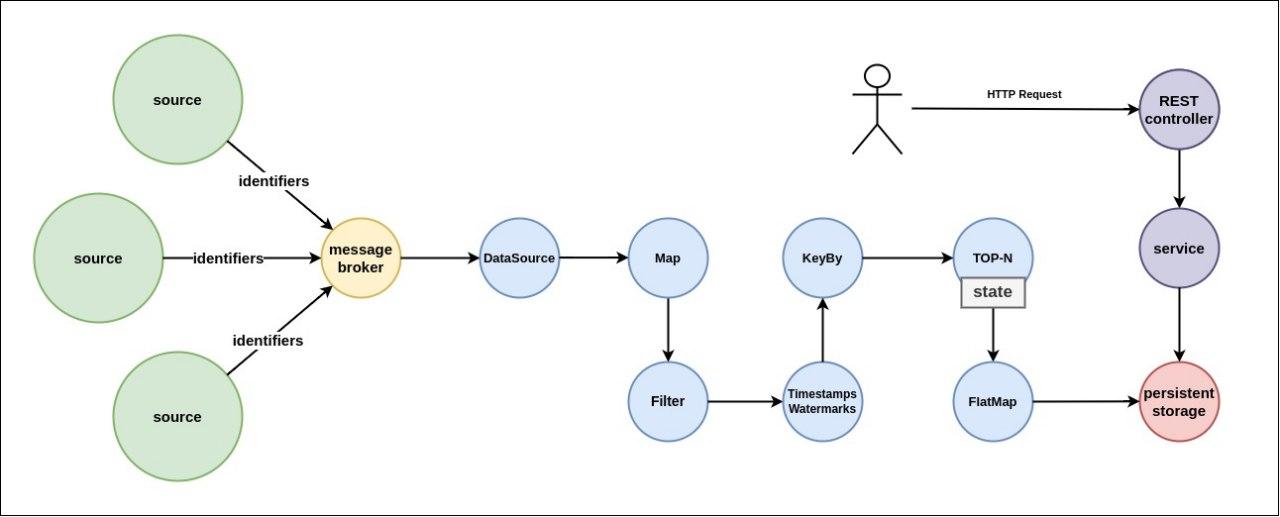 source
identifiers
source
identifiers
source
identifiers
message
broker
DataSource
Map
Filter
Timestamps
Watermarks
KeyBy
TOP-N
state
FlatMap
HTTP Request
REST
controller
service
persistent
storage